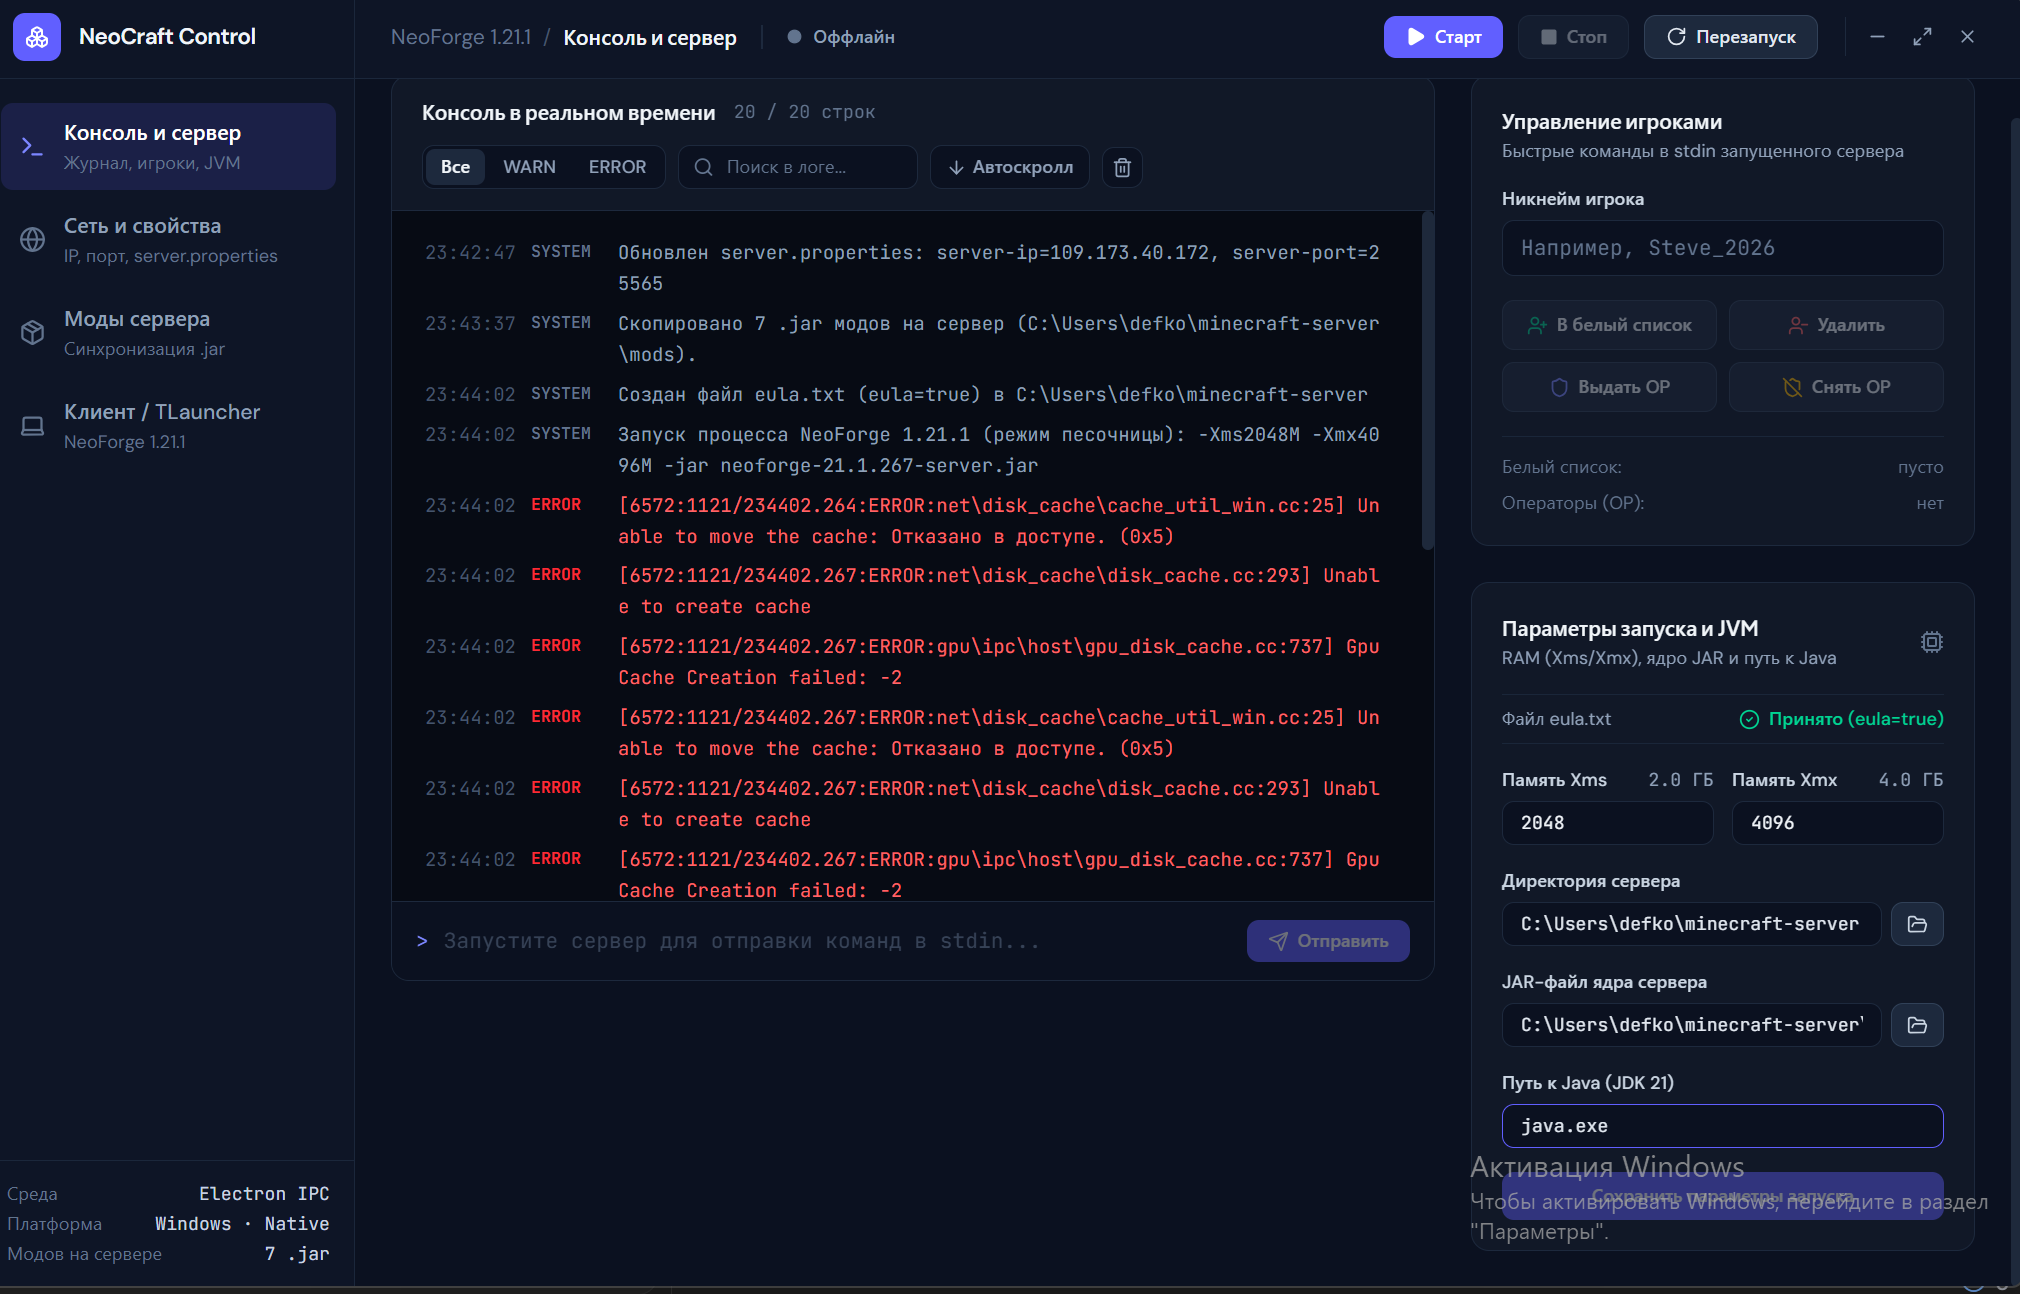 NeoCraft Control
NeoForge 1.21.1 / Консоль и сервер
Оффлайн
Старт
Стоп
Перезапуск
Консоль и сервер
Журнал, игроки, JVM
Сеть и свойства
IP, порт, server.properties
Моды сервера
Синхронизация .jar
Клиент / TLauncher
NeoForge 1.21.1
Среда Electron IPC
Платформа Windows · Native
Модов на сервере 7 .jar
Консоль в реальном времени 20 / 20 строк
Все WARN ERROR Поиск в логе... Автоскролл
23:42:47 SYSTEM Обновлен server.properties: server-ip=109.173.40.172, server-port=2
5565
23:43:37 SYSTEM Скопировано 7 .jar модов на сервер (C:\Users\defko\minecraft-server
\mods).
23:44:02 SYSTEM Создан файл eula.txt (eula=true) в C:\Users\defko\minecraft-server
23:44:02 SYSTEM Запуск процесса NeoForge 1.21.1 (режим песочницы): -Xms2048M -Xmx40
96M -jar neoforge-21.1.267-server.jar
23:44:02 ERROR [6572:1121/234402.264:ERROR:net\disk_cache\cache_util_win.cc:25] Un
able to move the cache: Отказано в доступе. (0x5)
23:44:02 ERROR [6572:1121/234402.267:ERROR:net\disk_cache\disk_cache.cc:293] Unabl
e to create cache
23:44:02 ERROR [6572:1121/234402.267:ERROR:gpu\ipc\host\gpu_disk_cache.cc:737] Gpu
Cache Creation failed: -2
23:44:02 ERROR [6572:1121/234402.267:ERROR:net\disk_cache\cache_util_win.cc:25] Un
able to move the cache: Отказано в доступе. (0x5)
23:44:02 ERROR [6572:1121/234402.267:ERROR:net\disk_cache\disk_cache.cc:293] Unabl
e to create cache
23:44:02 ERROR [6572:1121/234402.267:ERROR:gpu\ipc\host\gpu_disk_cache.cc:737] Gpu
Cache Creation failed: -2
> Запустите сервер для отправки команд в stdin...
Отправить
Управление игроками
Быстрые команды в stdin запущенного сервера
Никнейм игрока
Например, Steve_2026
В белый список
Удалить
Выдать OP
Снять OP
Белый список: пусто
Операторы (OP): нет
Параметры запуска и JVM
RAM (Xms/Xmx), ядро JAR и путь к Java
Файл eula.txt Принято (eula=true)
Память Xms 2.0 ГБ Память Xmx 4.0 ГБ
2048 4096
Директория сервера
C:\Users\defko\minecraft-server
JAR-файл ядра сервера
C:\Users\defko\minecraft-server\
Путь к Java (JDK 21)
java.exe
Сохранить параметры запуска
Активация Windows
Чтобы активировать Windows, перейдите в раздел
"Параметры".